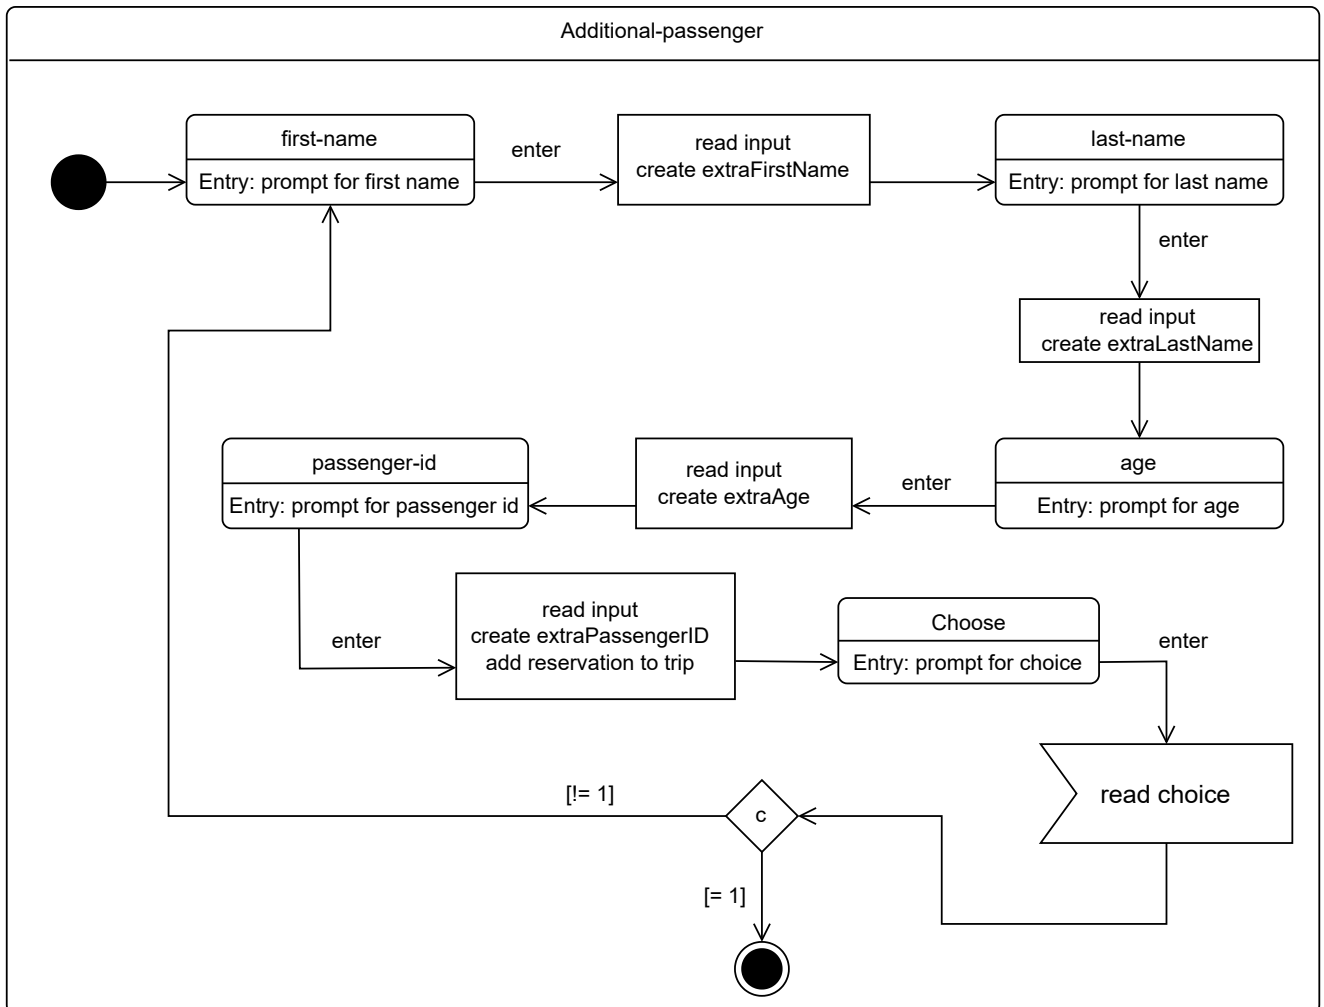 Additional-passenger
first-name
Entry: prompt for first name
enter
read input
create extraFirstName
last-name
Entry: prompt for last name
enter
read input
create extraLastName
age
Entry: prompt for age
enter
read input
create extraAge
passenger-id
Entry: prompt for passenger id
enter
read input
create extraPassengerID
add reservation to trip
Choose
Entry: prompt for choice
enter
read choice
c
[!= 1]
[= 1]